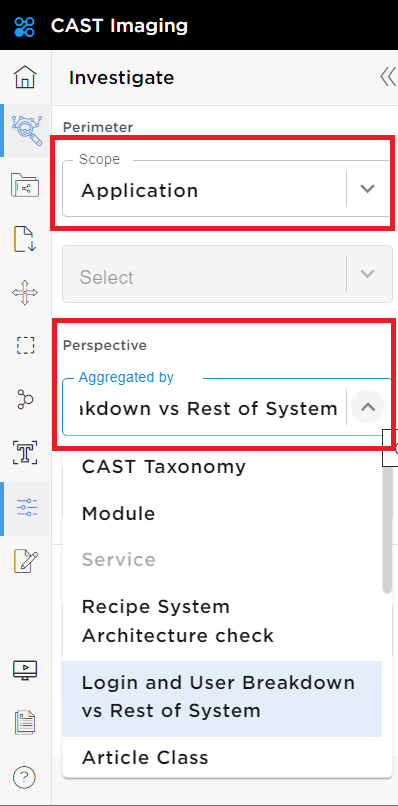 CAST Imaging
Investigate
Perimeter
Scope
Application
Select
Perspective
Aggregated by
akdown vs Rest of System
CAST Taxonomy
Module
Service
Recipe System
Architecture check
Login and User Breakdown
vs Rest of System
Article Class